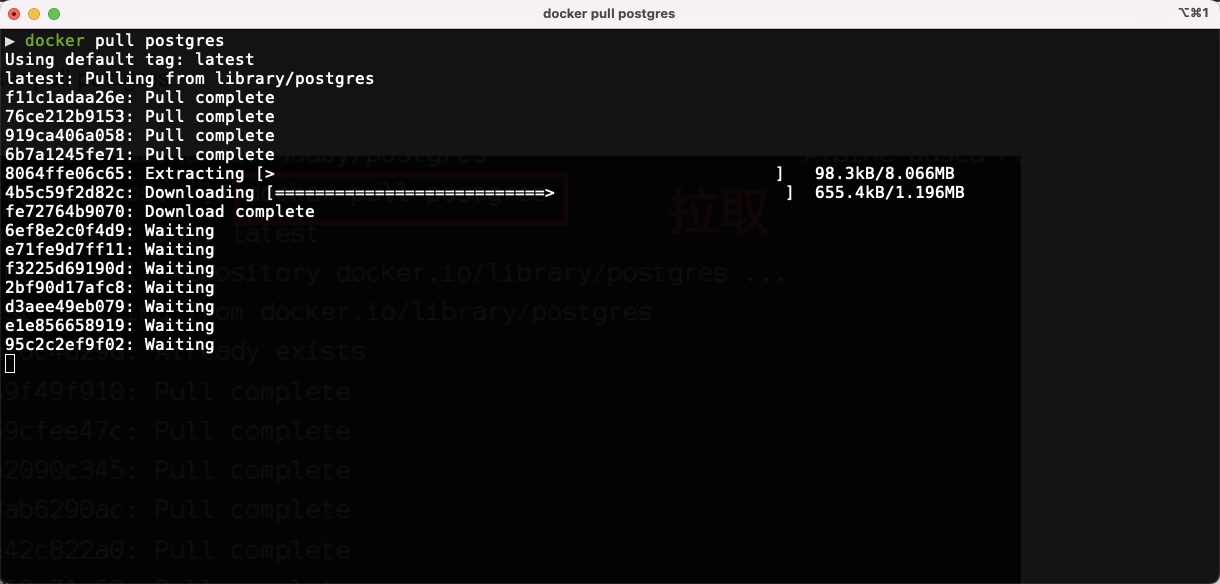 docker pull postgres
⌥⌘1
▶ docker pull postgres
Using default tag: latest
latest: Pulling from library/postgres
f11c1adaa26e: Pull complete
76ce212b9153: Pull complete
919ca406a058: Pull complete
6b7a1245fe71: Pull complete
8064ffe06c65: Extracting [> ] 98.3kB/8.066MB
4b5c59f2d82c: Downloading [===========================> ] 655.4kB/1.196MB
fe72764b9070: Download complete
6ef8e2c0f4d9: Waiting
e71fe9d7ff11: Waiting
f3225d69190d: Waiting
2bf90d17afc8: Waiting
d3aee49eb079: Waiting
e1e856658919: Waiting
95c2c2ef9f02: Waiting
拉取
latest
docker.io/library/postgres ...
docker.io/library/postgres
Already exists
9f49f910: Pull complete
9cfee47c: Pull complete
2090c345: Pull complete
ab6290ac: Pull complete
42c822a0: Pull complete